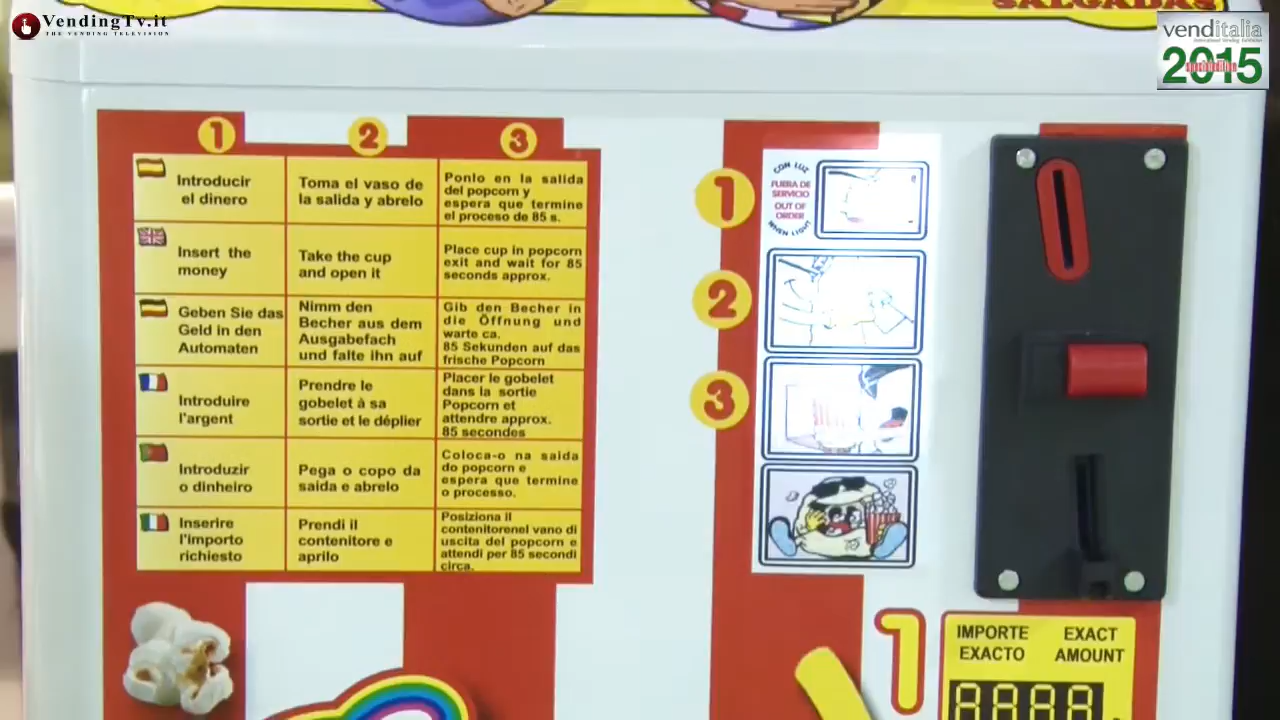 VendingTv.it
THE VENDING TELEVISION
SALGADAS
venditalia
2015
1 2 3
Introducir
el dinero
Toma el vaso de
la salida y abrelo
Ponlo en la salida
del popcorn y
espera que termine
el proceso de 85 s.
Insert the
money
Take the cup
and open it
Place cup in popcorn
exit and wait for 85
seconds approx.
Geben Sie das
Geld in den
Automaten
Nimm den
Becher aus dem
Ausgabefach
und falte ihn auf
Gib den Becher in
die Öffnung und
warte ca.
85 Sekunden auf das
frische Popcorn
Introduire
l'argent
Prendre le
gobelet à sa
sortie et le déplier
Placer le gobelet
dans la sortie
Popcorn et
attendre approx.
85 secondes
Introduzir
o dinheiro
Pega o copo da
saida e abrelo
Coloca-o na saida
do popcorn e
espera que termine
o processo.
Inserire
l'importo
richiesto
Prendi il
contenitore e
aprilo
Posiziona il
contenitorenel vano di
uscita del popcorn e
attendi per 85 secondi
circa.
1
CON LUZ
FUERA DE
SERVICIO
OUT OF
ORDER
WHEN LIGHT
2
3
1
IMPORTE
EXACTO
EXACT
AMOUNT